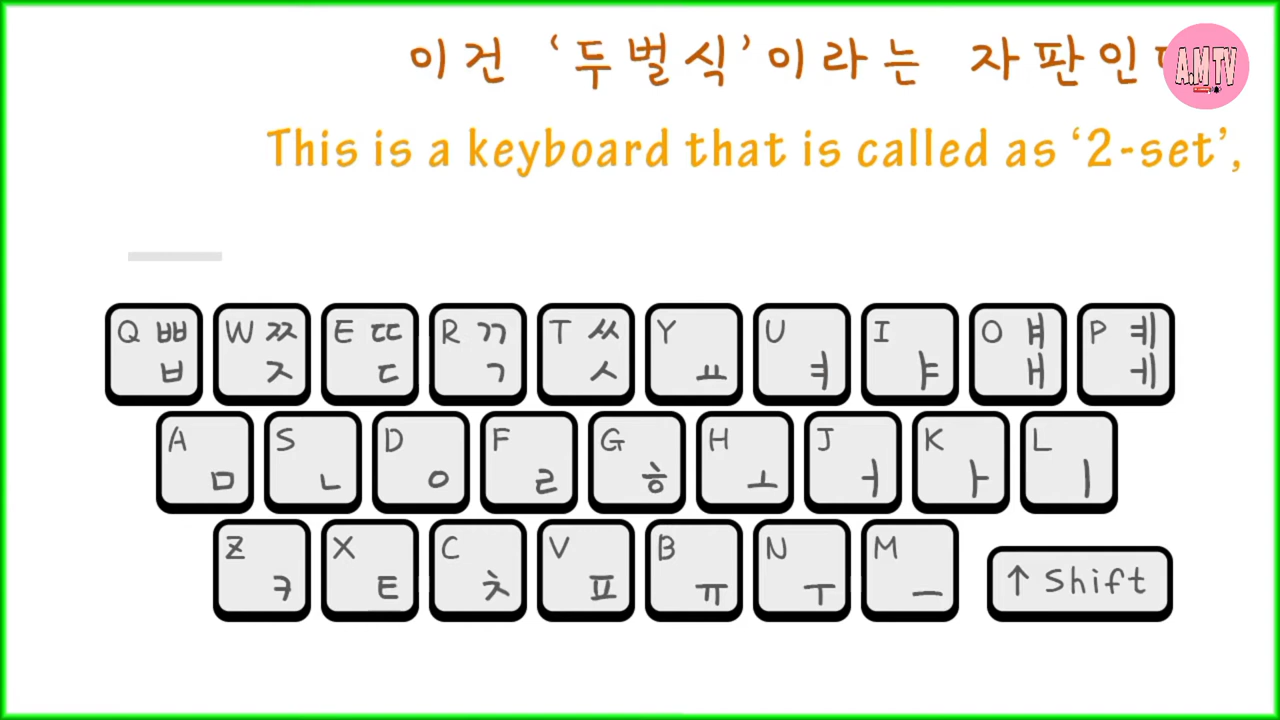 이건 ‘두벌식’이라는 자판인
A.M TV
This is a keyboard that is called as ‘2-set’,
Q ㅃ W ㅉ E ㄸ R ㄲ T ㅆ Y U I O ㅒ P ㅖ
ㅂ ㅈ ㄷ ㄱ ㅅ ㅛ ㅕ ㅑ ㅐ ㅔ
A S D F G H J K L
ㅁ ㄴ ㅇ ㄹ ㅎ ㅗ ㅓ ㅏ ㅣ
Z X C V B N M
ㅋ ㅌ ㅊ ㅍ ㅠ ㅜ ㅡ ↑ Shift